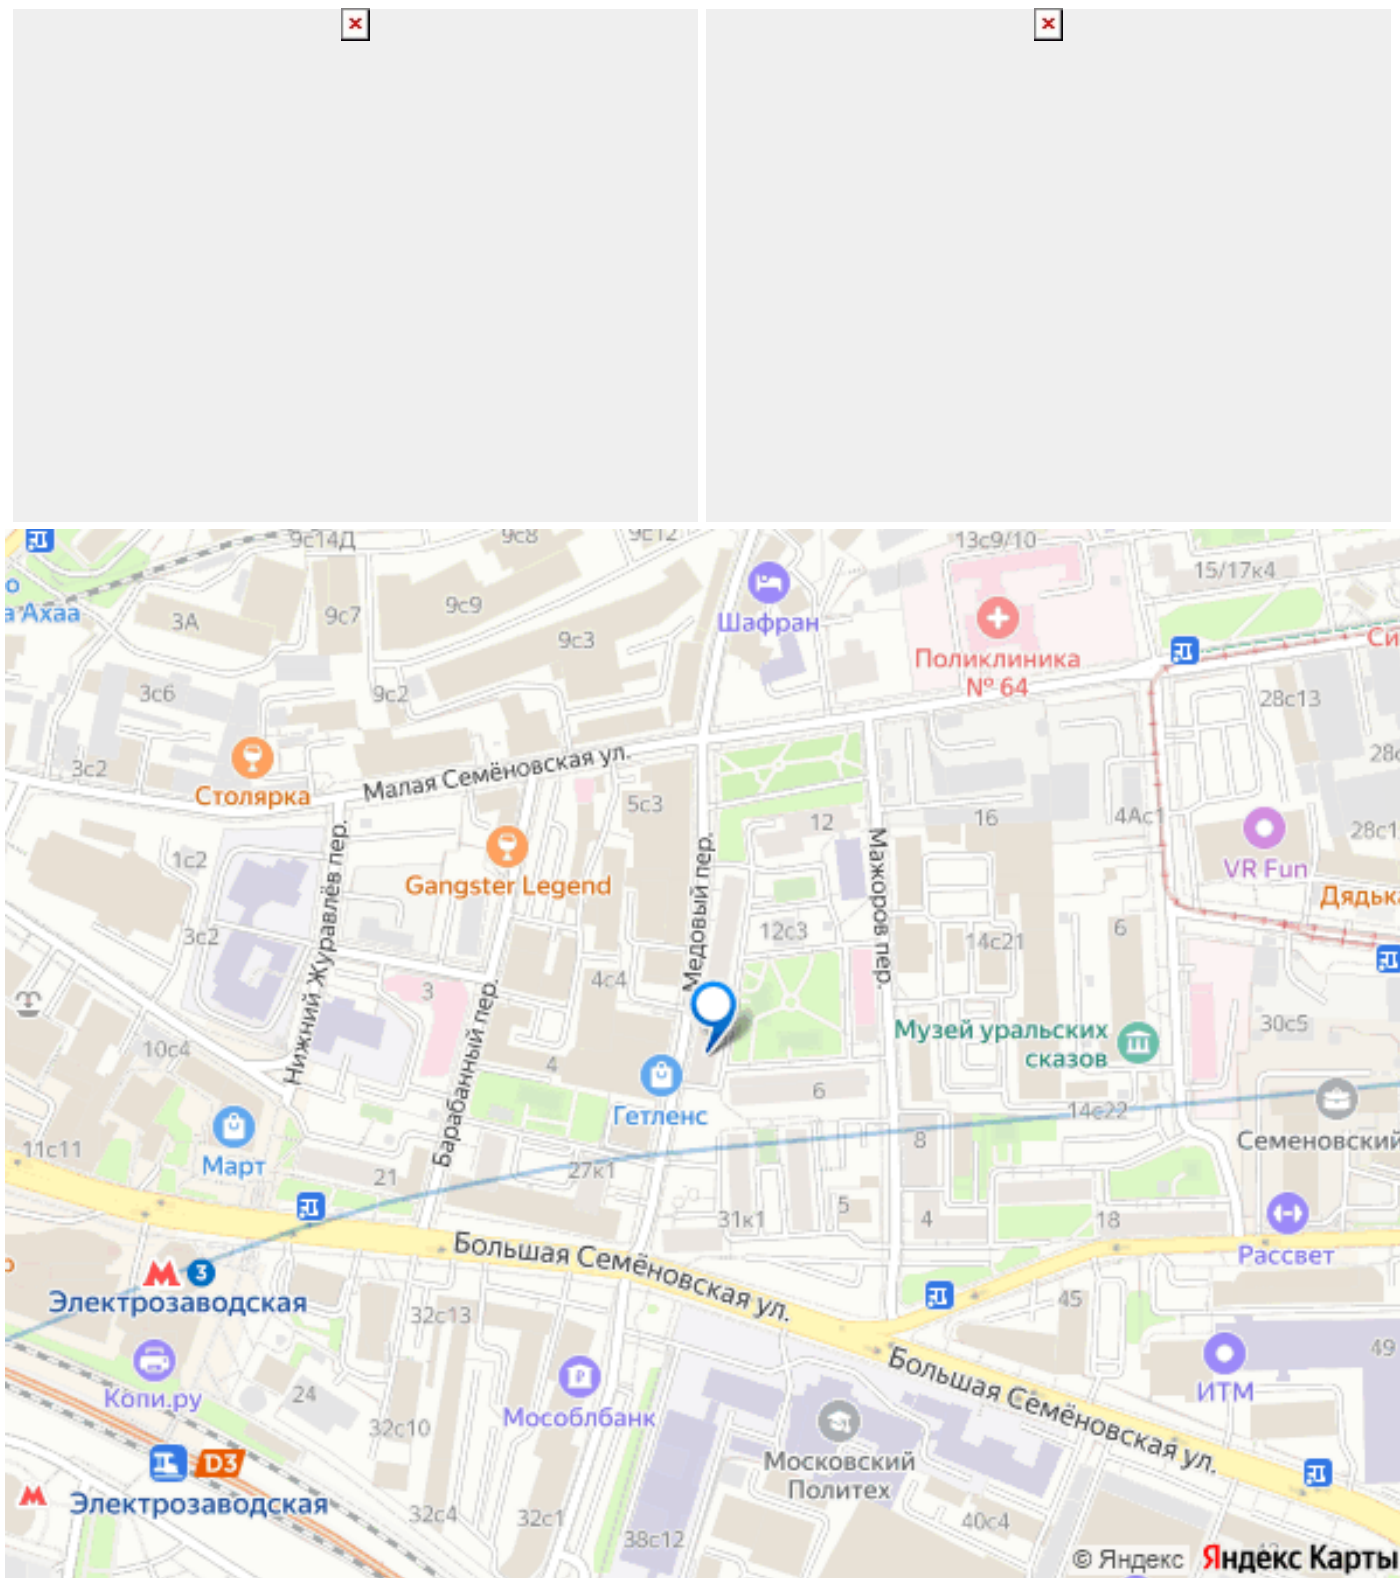 9с14Д
9с8
9с12
13с9/10
15/17к4
а Ахаа
3А
9с7
9с9
9с3
Шафран
Поликлиника
№ 64
Си
3с6
9с2
28с13
3с2
Столярка
Малая Семёновская ул.
5с3
12
16
4Ас1
28с1
1с2
Gangster Legend
VR Fun
Дядьк
3с2
Нижний Журавлёв пер.
Медовый пер.
Мажоров пер.
12с3
14с21
6
3
4с4
Барабанный пер.
Музей уральских
сказов
30с5
10с4
4
Гетленс
6
14с22
Семеновский
11с11
Март
21
27к1
8
31к1
5
4
18
Рассвет
3
Электрозаводская
Большая Семёновская ул.
32с13
45
49
Копи.ру
24
Мособлбанк
Большая Семёновская ул.
ИТМ
32с10
D3
Московский
Политех
Электрозаводская
32с4
32с1
38с12
40с4
© Яндекс Яндекс Карты